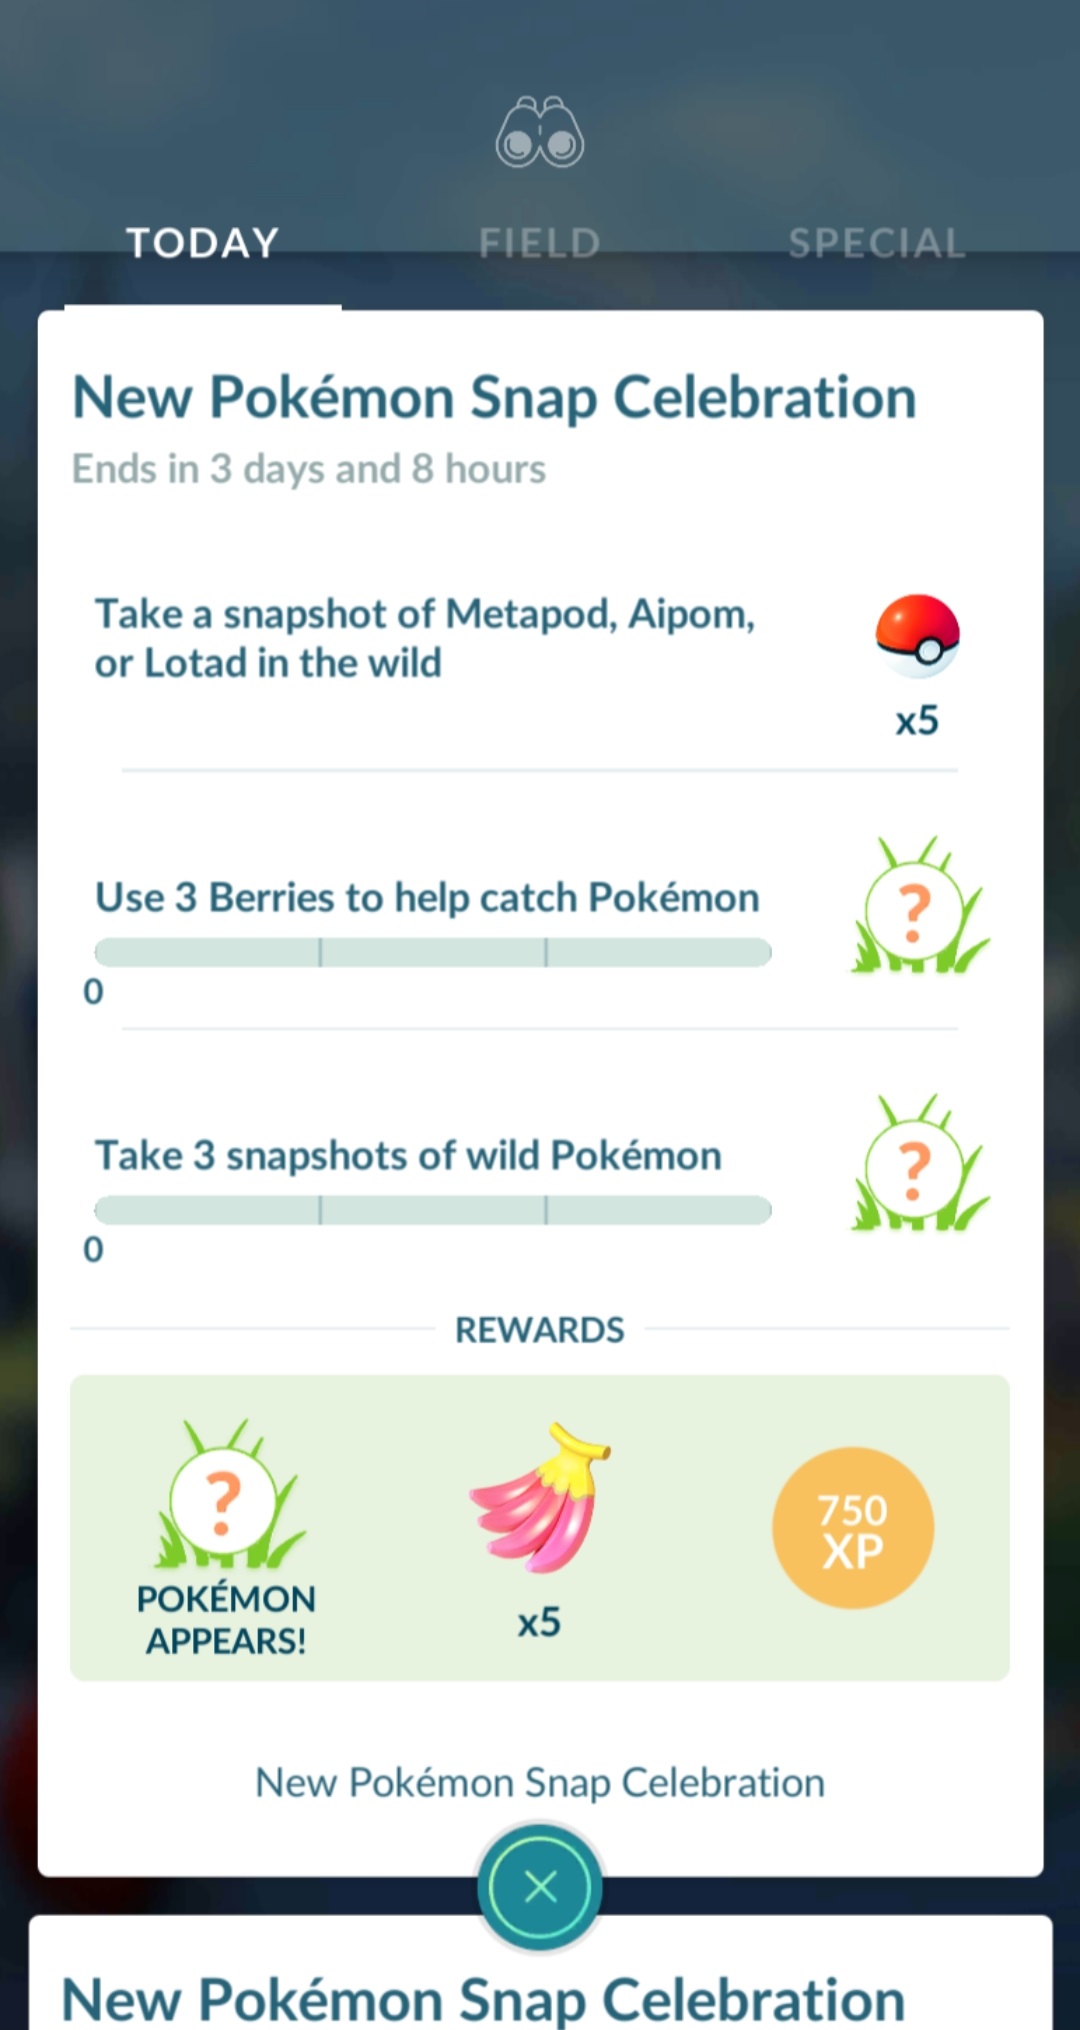 TODAY
FIELD
SPECIAL
New Pokémon Snap Celebration
Ends in 3 days and 8 hours
Take a snapshot of Metapod, Aipom,
or Lotad in the wild
x5
Use 3 Berries to help catch Pokémon
?
0
Take 3 snapshots of wild Pokémon
?
0
REWARDS
?
POKÉMON
APPEARS!
x5
750
XP
New Pokémon Snap Celebration
New Pokémon Snap Celebration